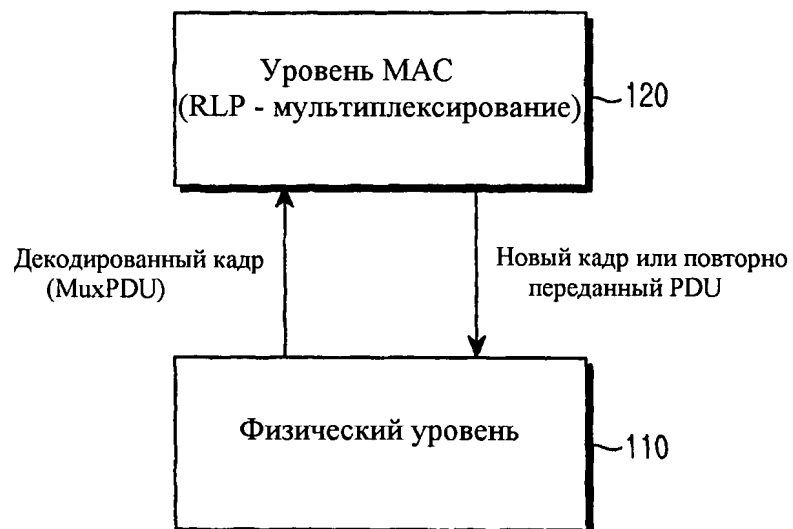 Уровень MAC
(RLP - мультиплексирование)
120
Декодированный кадр
(MuxPDU)
Новый кадр или повторно
переданный PDU
Физический уровень
110